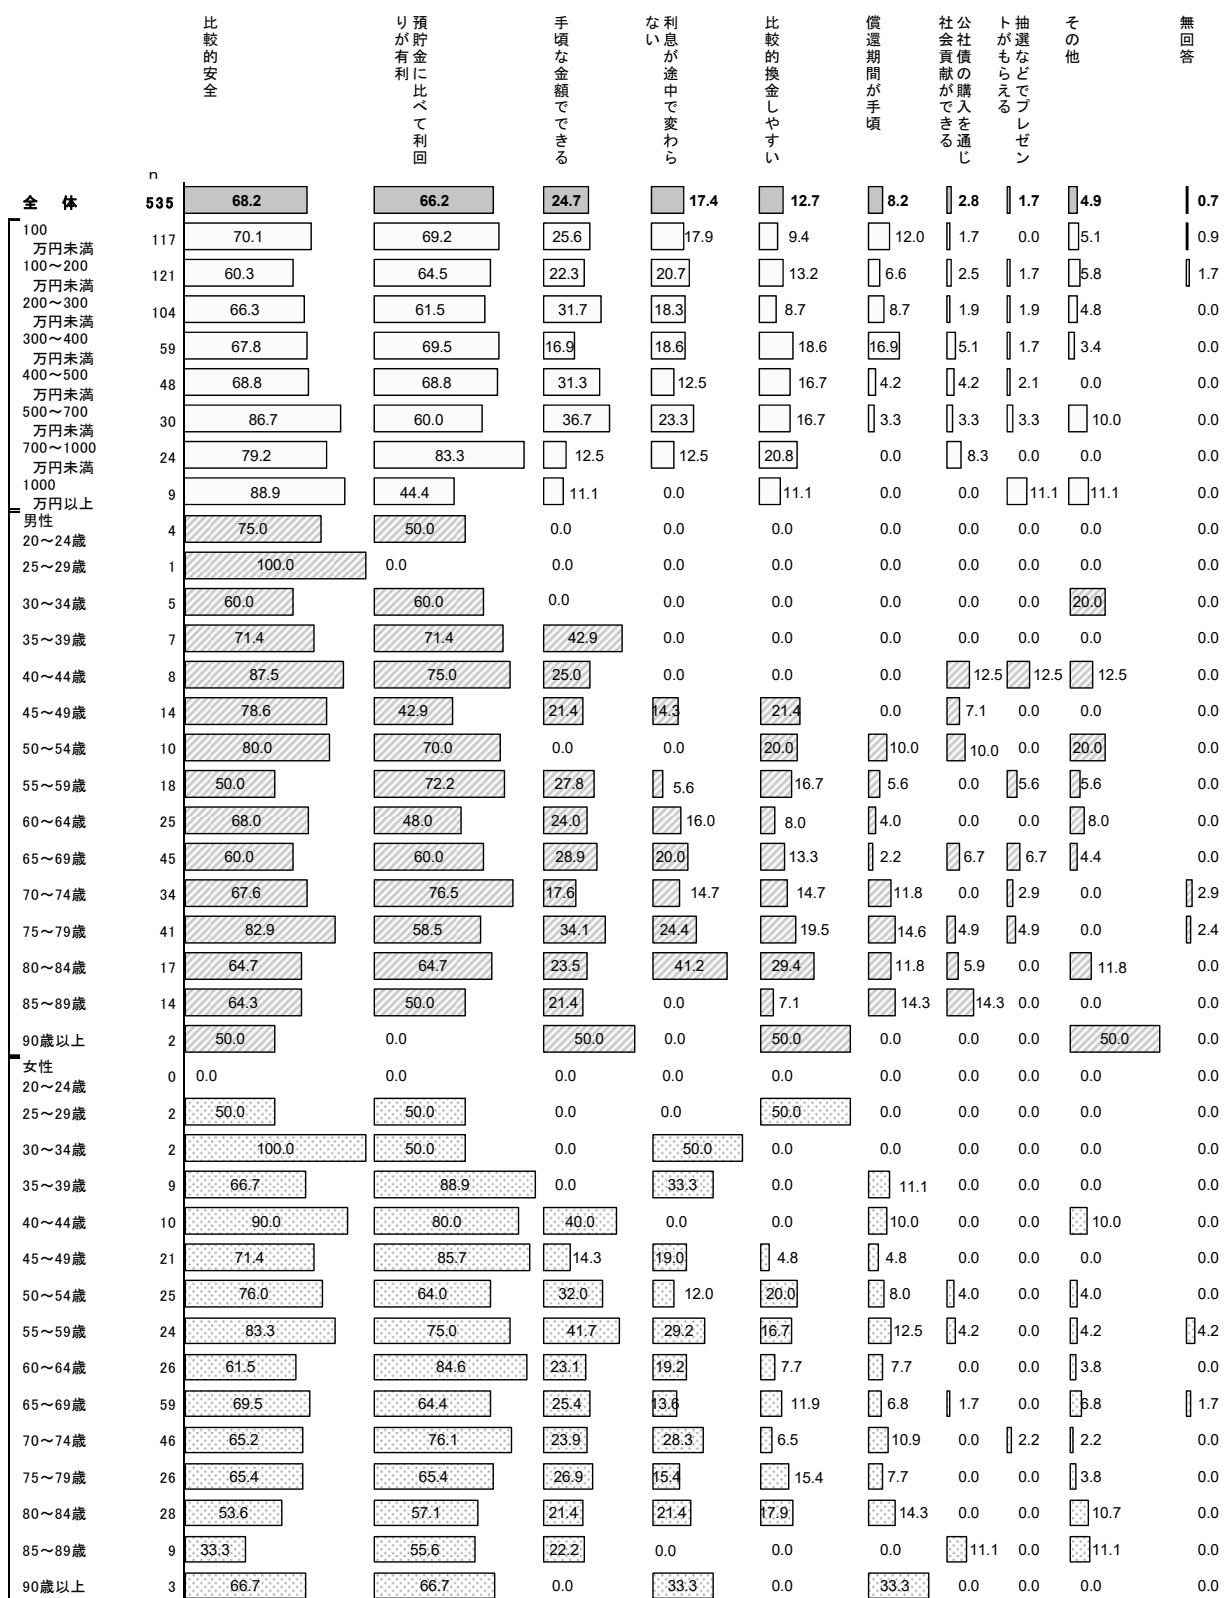 比較的安全
預貯金に比べて利回
りが有利
手頃な金額でできる
利息が途中で変わら
ない
比較的換金しやすい
償還期間が手頃
公社債の購入を通じ
社会貢献ができる
抽選などでプレゼン
トがもらえる
その他
無回答
n
全 体 535 68.2 66.2 24.7 17.4 12.7 8.2 2.8 1.7 4.9 0.7
100
万円未満 117 70.1 69.2 25.6 17.9 9.4 12.0 1.7 0.0 5.1 0.9
100～200
万円未満 121 60.3 64.5 22.3 20.7 13.2 6.6 2.5 1.7 5.8 1.7
200～300
万円未満 104 66.3 61.5 31.7 18.3 8.7 8.7 1.9 1.9 4.8 0.0
300～400
万円未満 59 67.8 69.5 16.9 18.6 18.6 16.9 5.1 1.7 3.4 0.0
400～500
万円未満 48 68.8 68.8 31.3 12.5 16.7 4.2 4.2 2.1 0.0 0.0
500～700
万円未満 30 86.7 60.0 36.7 23.3 16.7 3.3 3.3 3.3 10.0 0.0
700～1000
万円未満 24 79.2 83.3 12.5 12.5 20.8 0.0 8.3 0.0 0.0 0.0
1000
万円以上 9 88.9 44.4 11.1 0.0 11.1 0.0 0.0 11.1 11.1 0.0
男性
20～24歳 4 75.0 50.0 0.0 0.0 0.0 0.0 0.0 0.0 0.0 0.0
25～29歳 1 100.0 0.0 0.0 0.0 0.0 0.0 0.0 0.0 0.0 0.0
30～34歳 5 60.0 60.0 0.0 0.0 0.0 0.0 0.0 0.0 20.0 0.0
35～39歳 7 71.4 71.4 42.9 0.0 0.0 0.0 0.0 0.0 0.0 0.0
40～44歳 8 87.5 75.0 25.0 0.0 0.0 0.0 12.5 12.5 12.5 0.0
45～49歳 14 78.6 42.9 21.4 14.3 21.4 0.0 7.1 0.0 0.0 0.0
50～54歳 10 80.0 70.0 0.0 0.0 20.0 10.0 10.0 0.0 20.0 0.0
55～59歳 18 50.0 72.2 27.8 5.6 16.7 5.6 0.0 5.6 5.6 0.0
60～64歳 25 68.0 48.0 24.0 16.0 8.0 4.0 0.0 0.0 8.0 0.0
65～69歳 45 60.0 60.0 28.9 20.0 13.3 2.2 6.7 6.7 4.4 0.0
70～74歳 34 67.6 76.5 17.6 14.7 14.7 11.8 0.0 2.9 0.0 2.9
75～79歳 41 82.9 58.5 34.1 24.4 19.5 14.6 4.9 4.9 0.0 2.4
80～84歳 17 64.7 64.7 23.5 41.2 29.4 11.8 5.9 0.0 11.8 0.0
85～89歳 14 64.3 50.0 21.4 0.0 7.1 14.3 14.3 0.0 0.0 0.0
90歳以上 2 50.0 0.0 50.0 0.0 50.0 0.0 0.0 0.0 50.0 0.0
女性
20～24歳 0 0.0 0.0 0.0 0.0 0.0 0.0 0.0 0.0 0.0 0.0
25～29歳 2 50.0 50.0 0.0 0.0 50.0 0.0 0.0 0.0 0.0 0.0
30～34歳 2 100.0 50.0 0.0 50.0 0.0 0.0 0.0 0.0 0.0 0.0
35～39歳 9 66.7 88.9 0.0 33.3 0.0 11.1 0.0 0.0 0.0 0.0
40～44歳 10 90.0 80.0 40.0 0.0 0.0 10.0 0.0 0.0 10.0 0.0
45～49歳 21 71.4 85.7 14.3 19.0 4.8 4.8 0.0 0.0 0.0 0.0
50～54歳 25 76.0 64.0 32.0 12.0 20.0 8.0 4.0 0.0 4.0 0.0
55～59歳 24 83.3 75.0 41.7 29.2 16.7 12.5 4.2 0.0 4.2 4.2
60～64歳 26 61.5 84.6 23.1 19.2 7.7 7.7 0.0 0.0 3.8 0.0
65～69歳 59 69.5 64.4 25.4 13.6 11.9 6.8 1.7 0.0 6.8 1.7
70～74歳 46 65.2 76.1 23.9 28.3 6.5 10.9 0.0 2.2 2.2 0.0
75～79歳 26 65.4 65.4 26.9 15.4 15.4 7.7 0.0 0.0 3.8 0.0
80～84歳 28 53.6 57.1 21.4 21.4 17.9 14.3 0.0 0.0 10.7 0.0
85～89歳 9 33.3 55.6 22.2 0.0 0.0 0.0 11.1 0.0 11.1 0.0
90歳以上 3 66.7 66.7 0.0 33.3 0.0 33.3 0.0 0.0 0.0 0.0